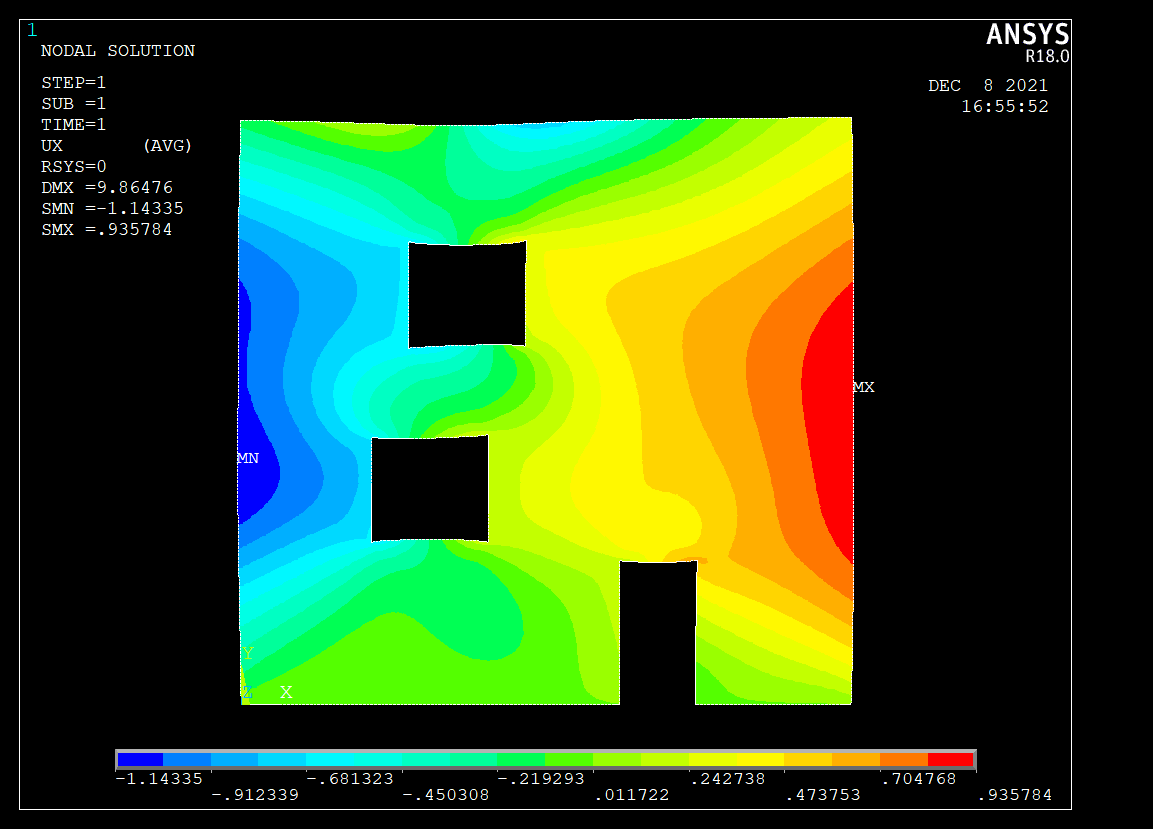 1
ANSYS
R18.0
NODAL SOLUTION
STEP=1
SUB =1
TIME=1
UX (AVG)
RSYS=0
DMX =9.86476
SMN =-1.14335
SMX =.935784
DEC 8 2021
16:55:52
MX
MN
Y
Z X
-1.14335 -.681323 -.219293 .242738 .704768
-.912339 -.450308 .011722 .473753 .935784